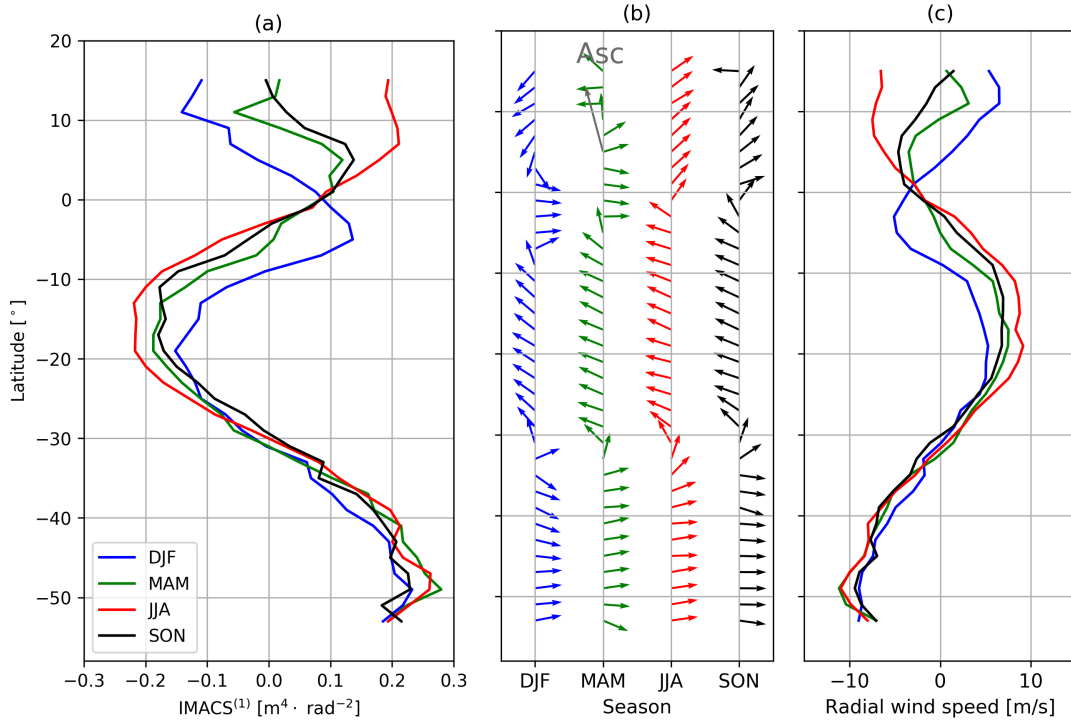 (a)
(b)
(c)
20
10
0
−10
−20
−30
−40
−50
Latitude [°]
Asc
DJF
MAM
JJA
SON
−0.3
−0.2
−0.1
0.0
0.1
0.2
0.3
IMACS(1) [m4 · rad−2]
DJF
MAM
JJA
SON
Season
−10
0
10
Radial wind speed [m/s]